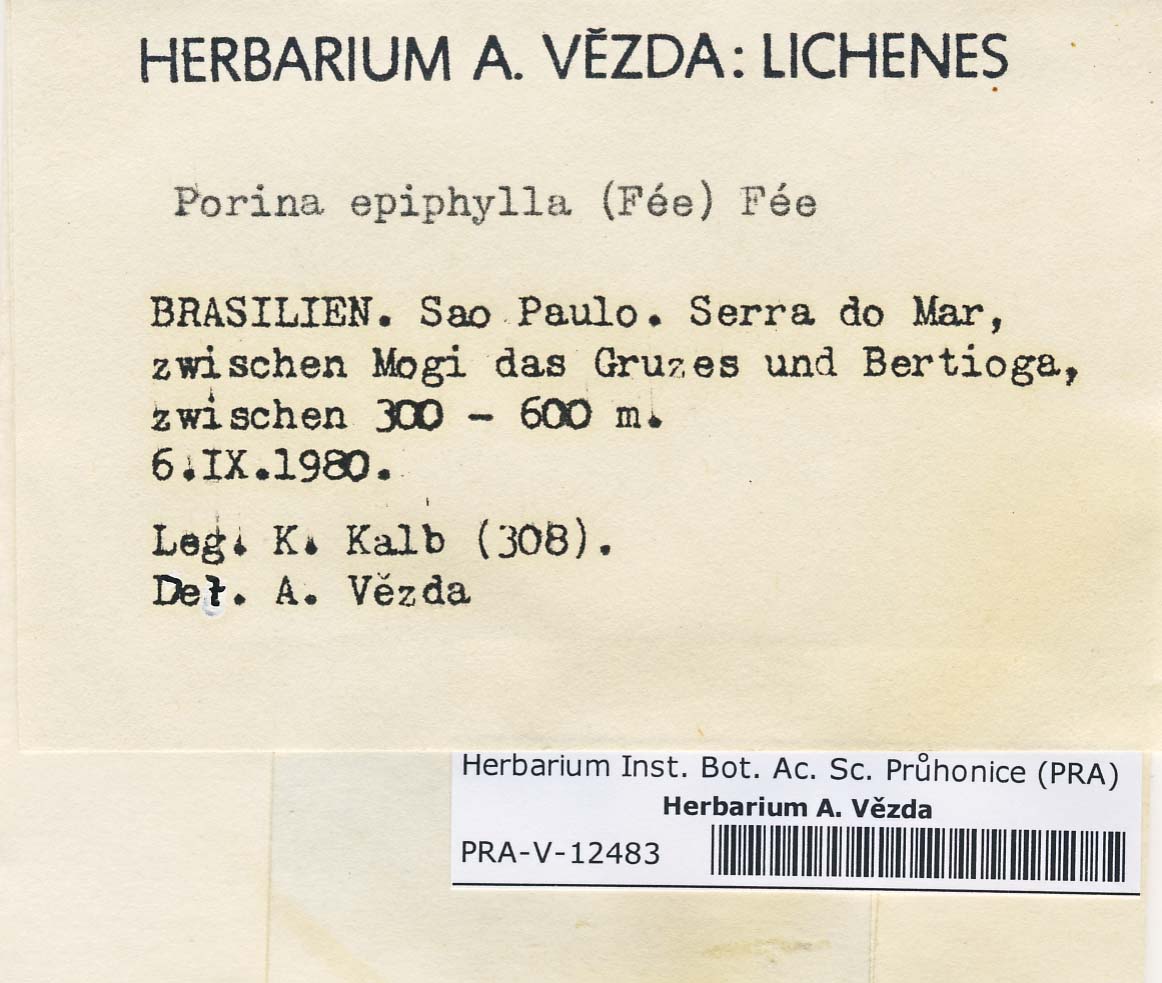 HERBARIUM A. VĚZDA: LICHENES
Porina epiphylla (Fée) Fée
BRASILIEN. Sao Paulo. Serra do Mar,
zwischen Mogi das Gruzes und Bertioga,
zwischen 300 - 600 m.
6.IX.1980.
Leg. K. Kalb (308).
Det. A. Vězda
Herbarium Inst. Bot. Ac. Sc. Průhonice (PRA)
Herbarium A. Vězda
PRA-V-12483